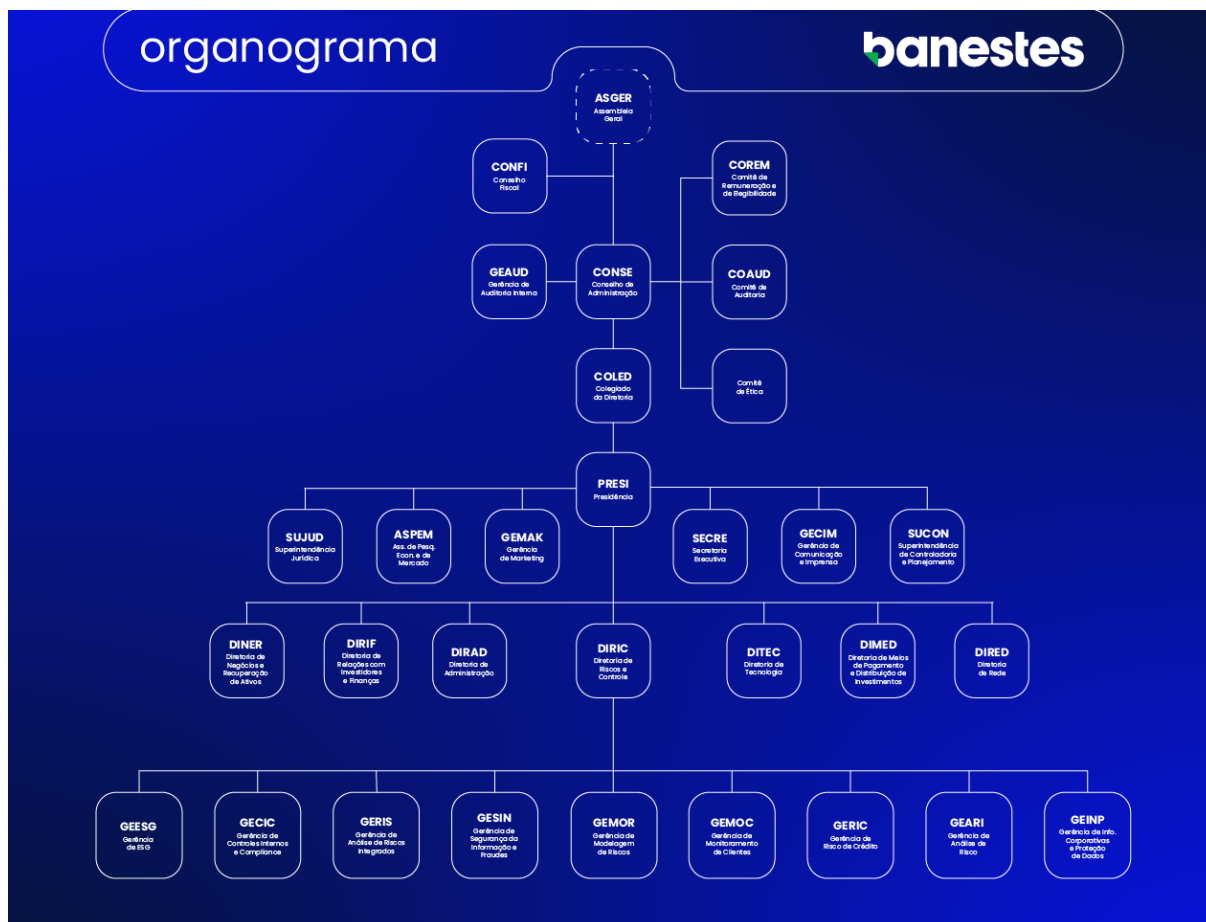 organograma
banestes
ASGER
Assembleia
Geral
CONFI
Conselho
Fiscal
COREM
Comitê de
Remuneração e
de Elegibilidade
GEAUD
Gerência de
Auditoria Interna
CONSE
Conselho de
Administração
COAUD
Comitê de
Auditoria
COLED
Colegiado
da Diretoria
Comitê
de Ética
PRESI
Presidência
SUJUD
Superintendência
Jurídica
ASPEM
Ass. de Pesq.
Econ. e de
Mercado
GEMAK
Gerência
de Marketing
SECRE
Secretaria
Executiva
GECIM
Gerência de
Comunicação
e Imprensa
SUCON
Superintendência
de Controladoria
e Planejamento
DINER
Diretoria de
Negócios e
Recuperação
de Ativos
DIRIF
Diretoria de
Relações com
Investidores
e Finanças
DIRAD
Diretoria de
Administração
DIRIC
Diretoria de
Riscos e
Controle
DITEC
Diretoria de
Tecnologia
DIMED
Diretoria de Meios
de Pagamento
e Distribuição de
Investimentos
DIRED
Diretoria
de Rede
GEESG
Gerência
de ESG
GECIC
Gerência de
Controles Internos
e Compliance
GERIS
Gerência de
Análise de Riscos
Integrados
GESIN
Gerência de
Segurança da
Informação e
Fraudes
GEMOR
Gerência de
Modelagem
de Riscos
GEMOC
Gerência de
Monitoramento
de Clientes
GERIC
Gerência de
Risco de Crédito
GEARI
Gerência de
Análise de
Risco
GEINP
Gerência de Info.
Corporativas
e Proteção
de Dados